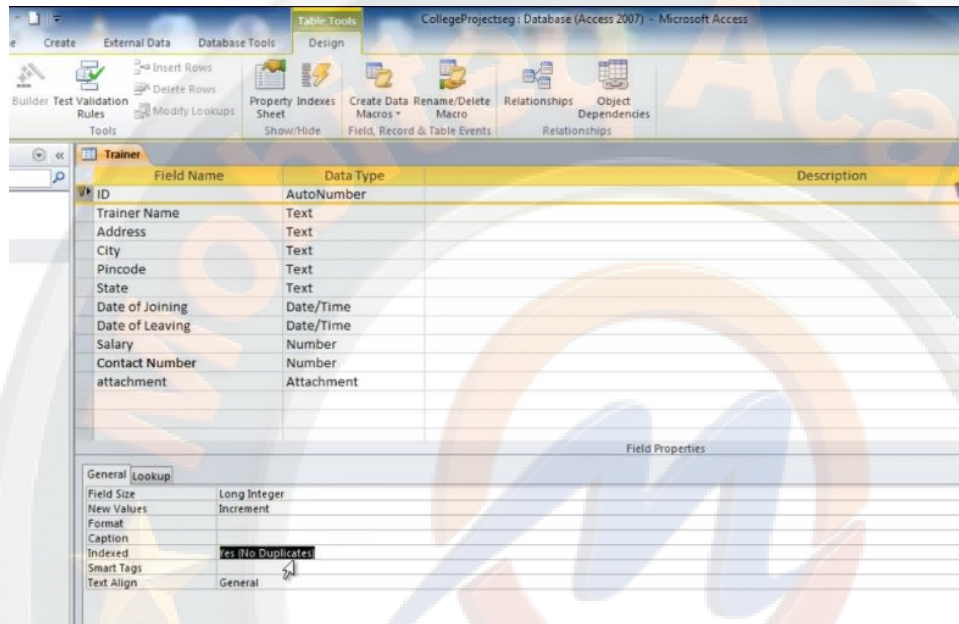 Table Tools
CollegeProjectseg : Database (Access 2007) - Microsoft Access
e Create External Data Database Tools Design
Builder
Test Validation Rules
Insert Rows
Delete Rows
Modify Lookups
Property Sheet
Indexes
Create Data Macros
Rename/Delete Macro
Relationships
Object Dependencies
Tools
Show/Hide
Field, Record & Table Events
Relationships
Trainer
Field Name Data Type Description
ID AutoNumber
Trainer Name Text
Address Text
City Text
Pincode Text
State Text
Date of Joining Date/Time
Date of Leaving Date/Time
Salary Number
Contact Number Number
attachment Attachment
Field Properties
General Lookup
Field Size Long Integer
New Values Increment
Format
Caption
Indexed Yes (No Duplicates)
Smart Tags
Text Align General